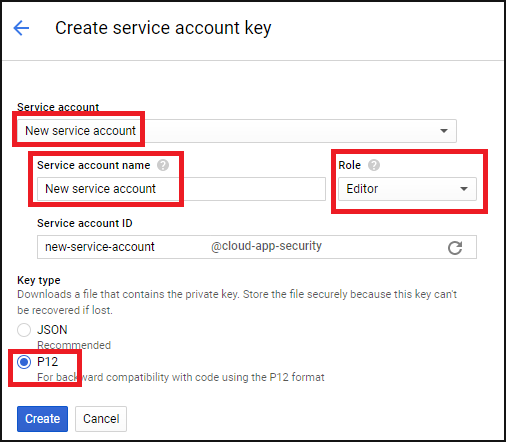 Create service account key
Service account
New service account
Service account name
Role
New service account
Editor
Service account ID
new-service-account @cloud-app-security
Key type
Downloads a file that contains the private key. Store the file securely because this key can't
be recovered if lost.
JSON
Recommended
P12
For backward compatibility with code using the P12 format
Create
Cancel